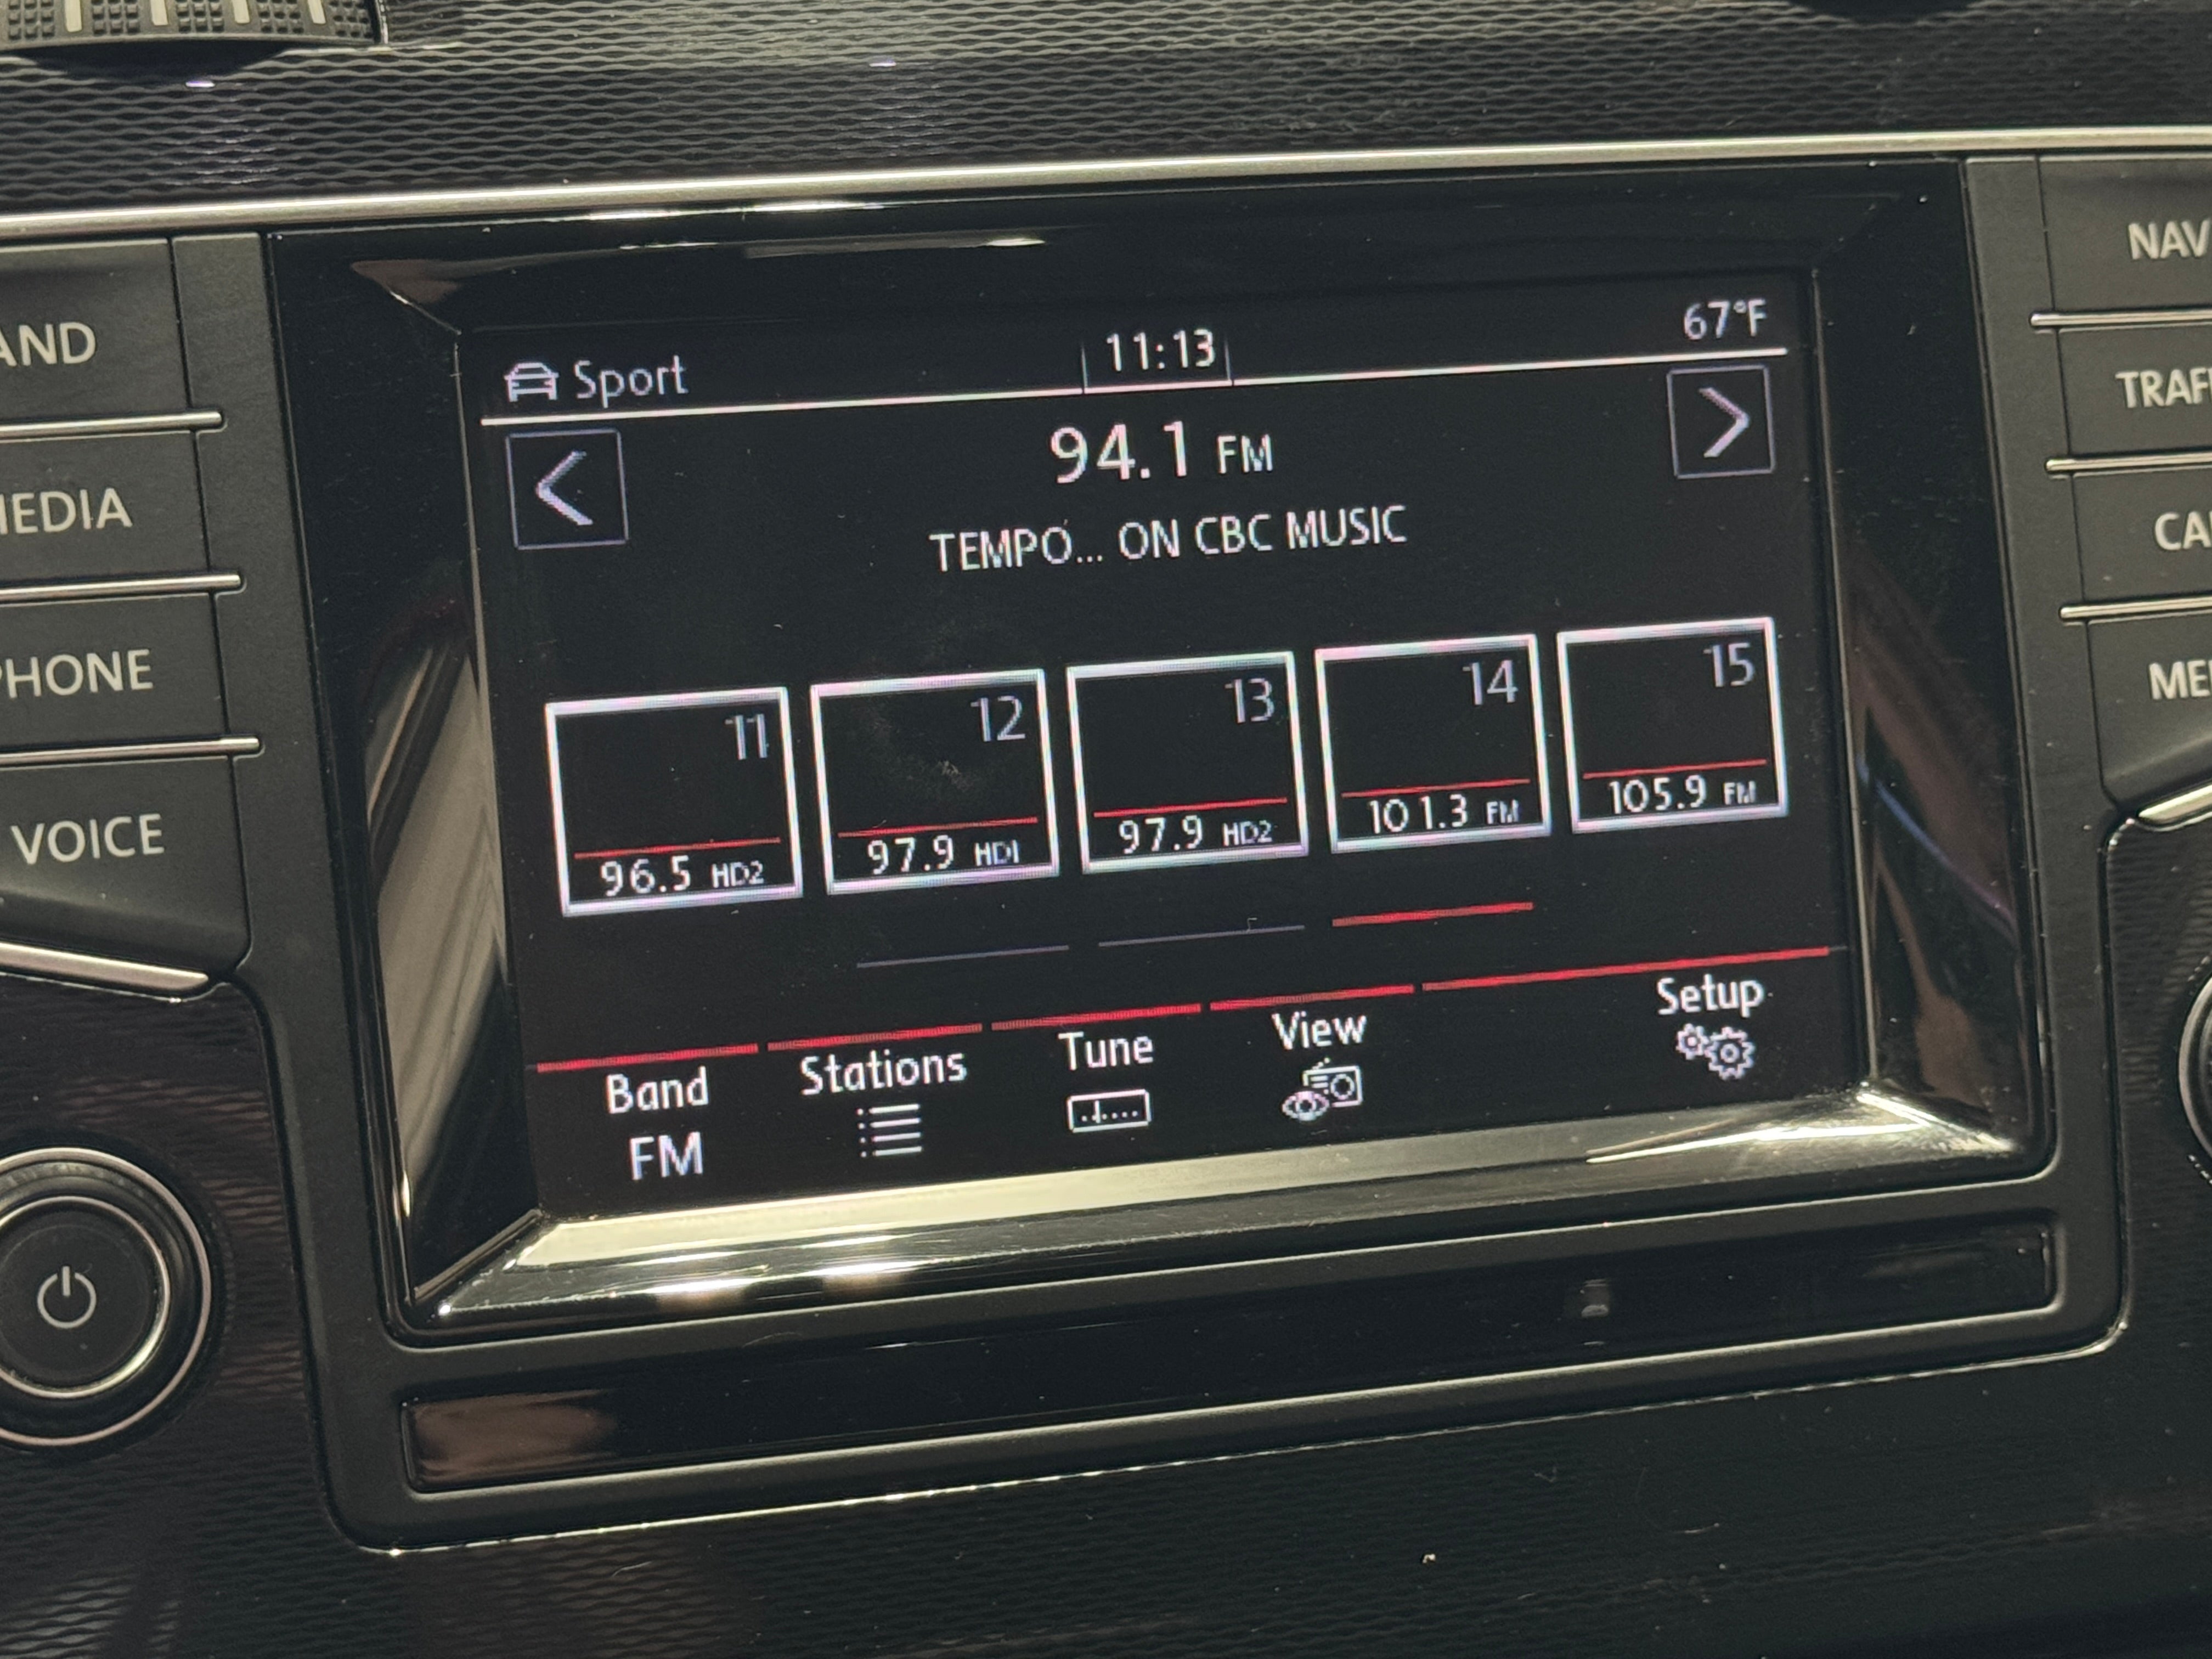 Sport 11:13 67°F
94.1 FM
TEMPO... ON CBC MUSIC
11 12 13 14 15
96.5 HD2 97.9 HD1 97.9 HD2 101.3 FM 105.9 FM
Band Stations Tune View Setup
FM
AND
MEDIA
PHONE
VOICE
NAV
TRAF
CA
ME